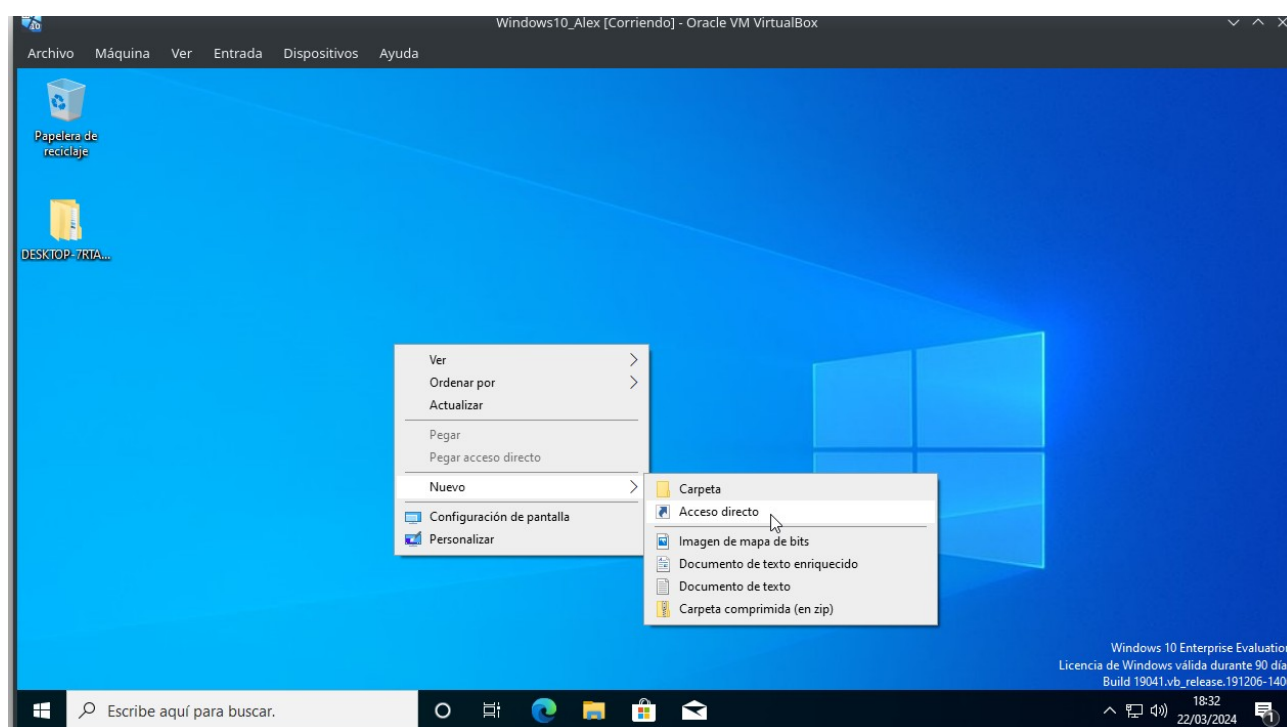 Windows10_Alex [Corriendo] - Oracle VM VirtualBox
Archivo Máquina Ver Entrada Dispositivos Ayuda
Papelera de
reciclaje
DESKTOP-7RTA...
Ver
Ordenar por
Actualizar
Pegar
Pegar acceso directo
Nuevo
Configuración de pantalla
Personalizar
Carpeta
Acceso directo
Imagen de mapa de bits
Documento de texto enriquecido
Documento de texto
Carpeta comprimida (en zip)
Windows 10 Enterprise Evaluation
Licencia de Windows válida durante 90 día
Build 19041.vb_release.191206-140
Escribe aquí para buscar.
18:32
22/03/2024